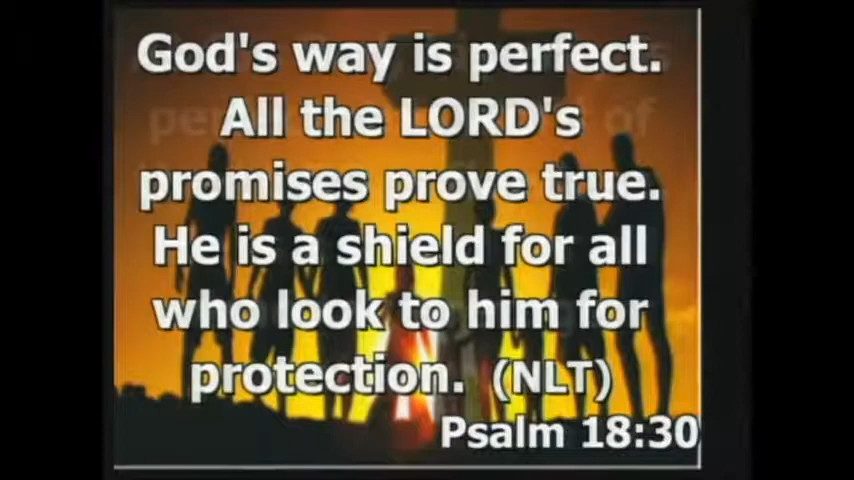 God's way is perfect.
All the LORD's
promises prove true.
He is a shield for all
who look to him for
protection. (NLT)
Psalm 18:30